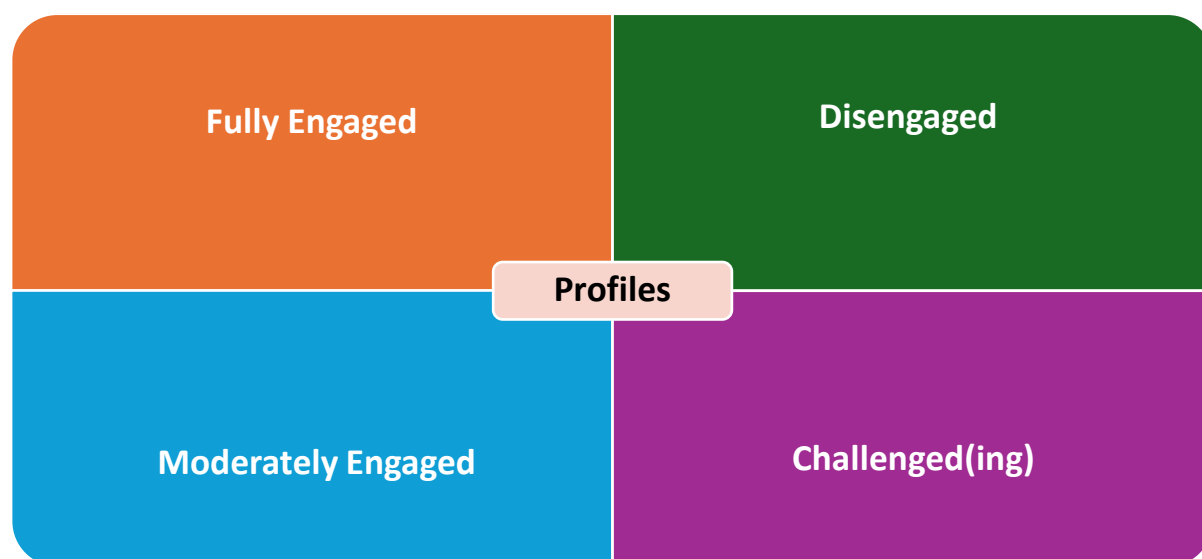 Fully Engaged
Disengaged
Profiles
Moderately Engaged
Challenged(ing)